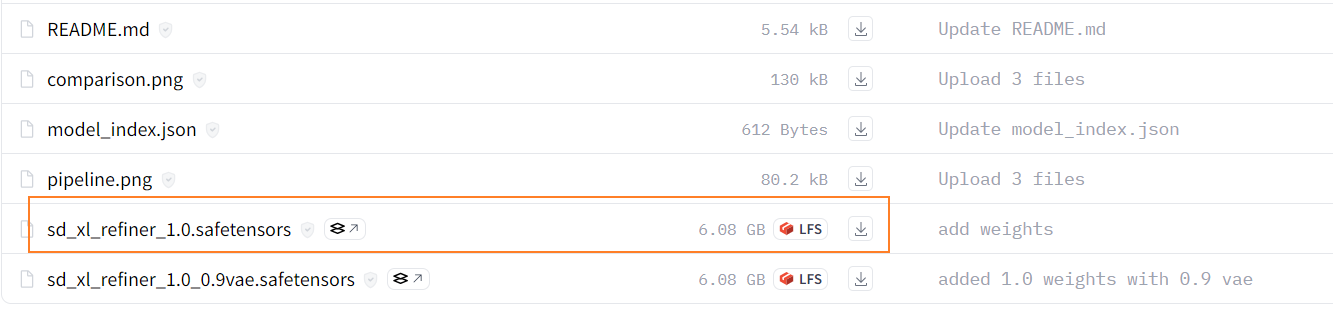 README.md 5.54 kB Update README.md
comparison.png 130 kB Upload 3 files
model_index.json 612 Bytes Update model_index.json
pipeline.png 80.2 kB Upload 3 files
sd_xl_refiner_1.0.safetensors 6.08 GB LFS add weights
sd_xl_refiner_1.0_0.9vae.safetensors 6.08 GB LFS added 1.0 weights with 0.9 vae